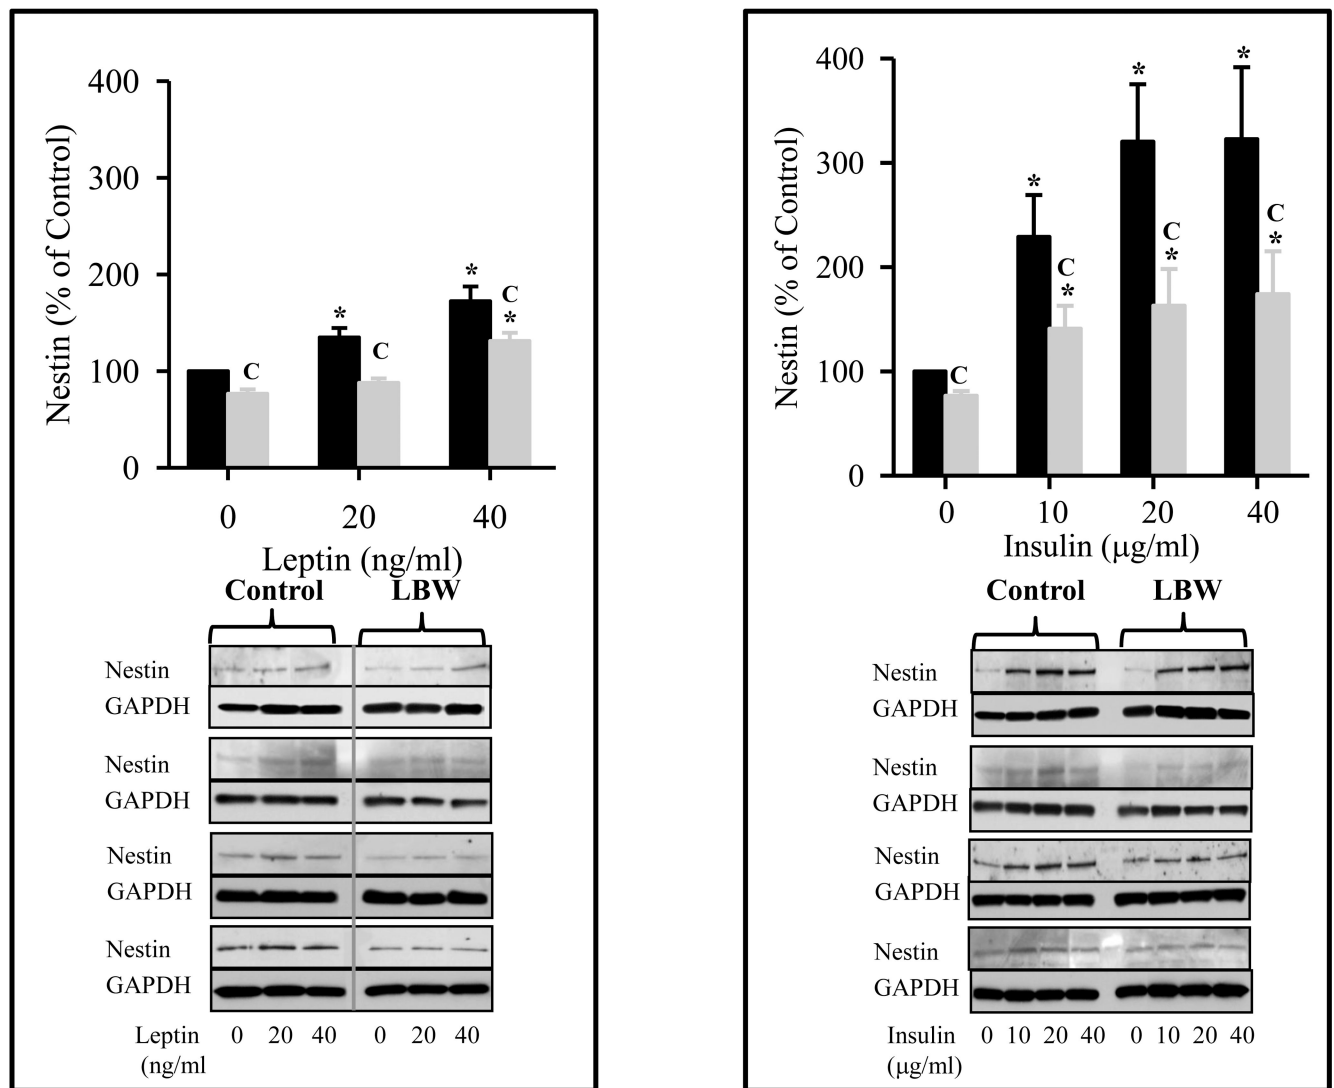 400
300
200
100
0
Nestin (% of Control)
* *
C C C
*
0 20 40
Leptin (ng/ml)
Control LBW
Nestin
GAPDH
Nestin
GAPDH
Nestin
GAPDH
Nestin
GAPDH
Leptin 0 20 40 0 20 40
(ng/ml
400
300
200
100
0
Nestin (% of Control)
* * *
C C C C
* * *
0 10 20 40
Insulin (μg/ml)
Control LBW
Nestin
GAPDH
Nestin
GAPDH
Nestin
GAPDH
Nestin
GAPDH
Insulin 0 10 20 40 0 10 20 40
(μg/ml)